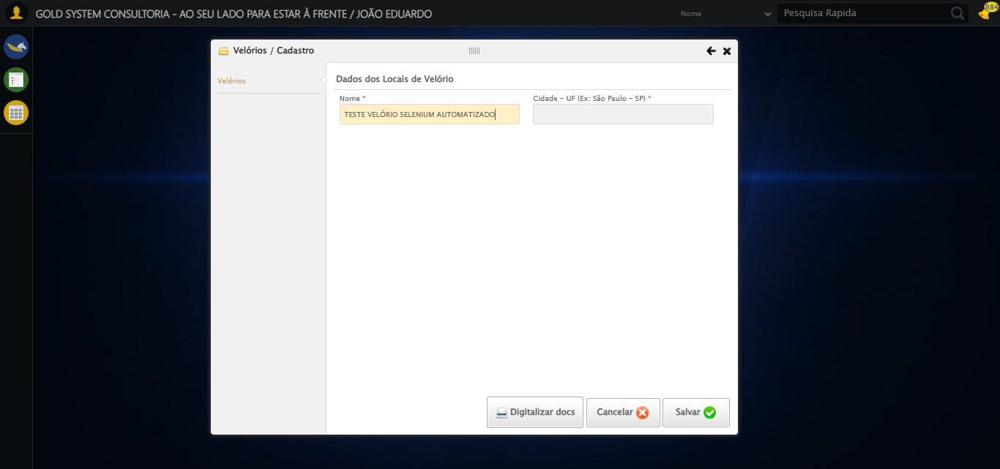 GOLD SYSTEM CONSULTORIA - AO SEU LADO PARA ESTAR À FRENTE / JOÃO EDUARDO
Nome
Pesquisa Rapida
884
Velórios / Cadastro
Velórios
Dados dos Locais de Velório
Nome *
Cidade - UF (Ex: São Paulo - SP) *
TESTE VELÓRIO SELENIUM AUTOMATIZADO
Digitalizar docs
Cancelar
Salvar